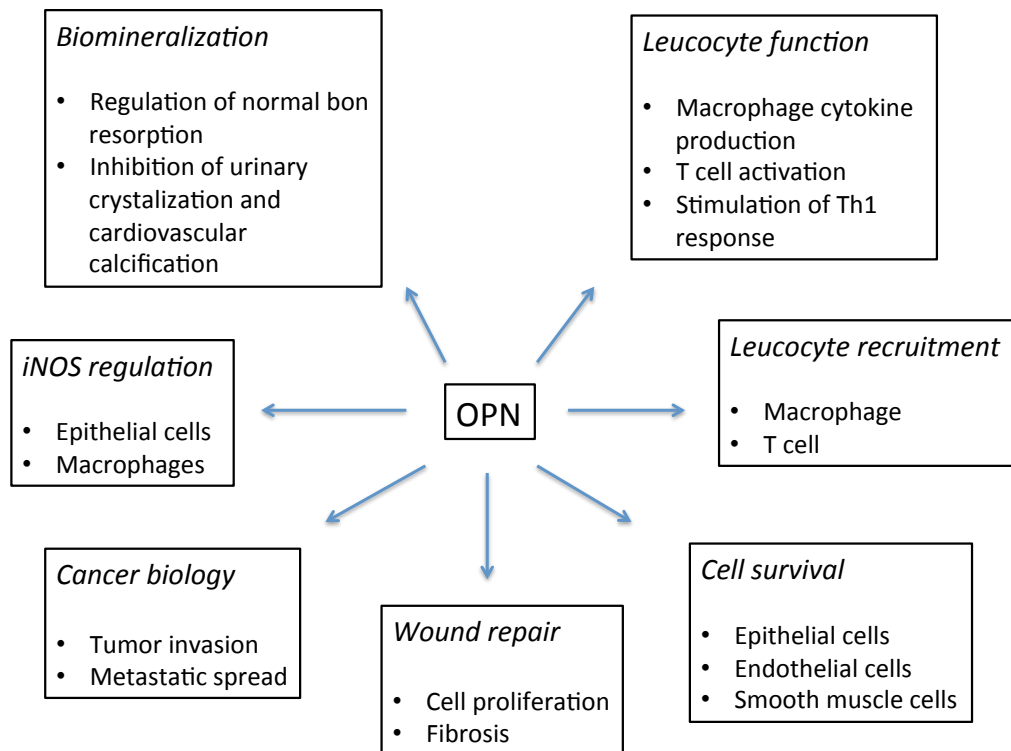 Biomineralization
• Regulation of normal bon
resorption
• Inhibition of urinary
crystalization and
cardiovascular
calcification
Leucocyte function
• Macrophage cytokine
production
• T cell activation
• Stimulation of Th1
response
iNOS regulation
• Epithelial cells
• Macrophages
OPN
Leucocyte recruitment
• Macrophage
• T cell
Cancer biology
• Tumor invasion
• Metastatic spread
Wound repair
• Cell proliferation
• Fibrosis
Cell survival
• Epithelial cells
• Endothelial cells
• Smooth muscle cells